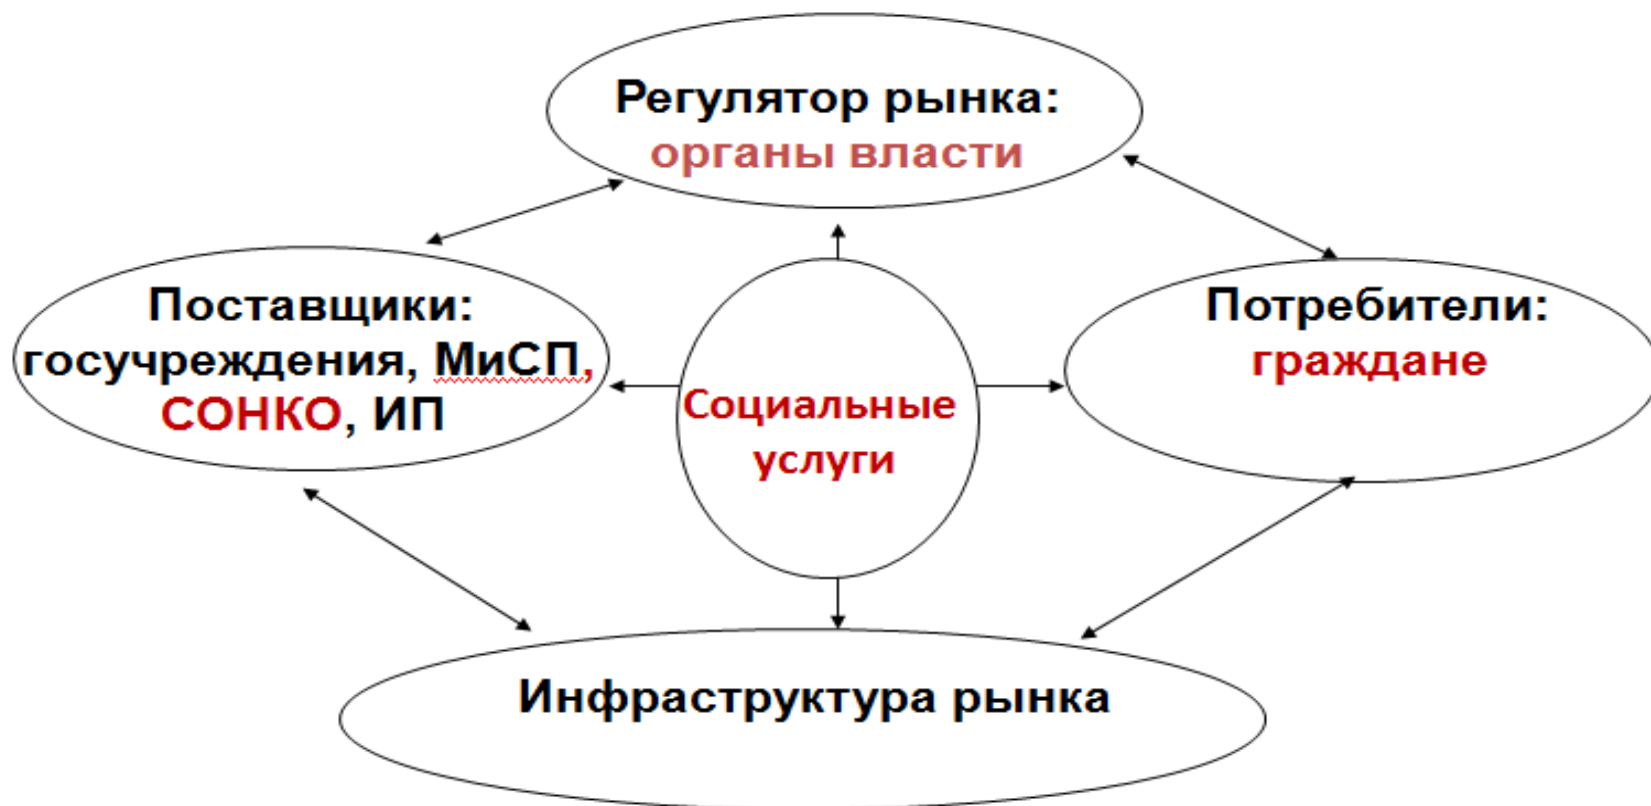 Регулятор рынка:
органы власти
Поставщики:
госучреждения, МиСП,
СОНКО, ИП
Потребители:
граждане
Социальные
услуги
Инфраструктура рынка